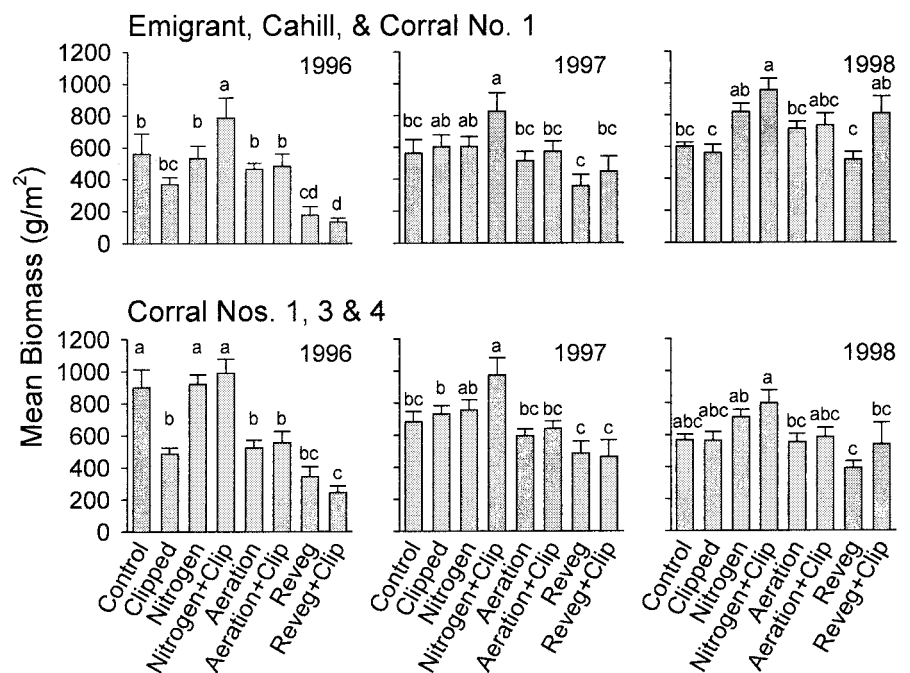 Emigrant, Cahill, & Corral No. 1
1996
1997
1998
1200
1000
800
600
400
200
0
b
bc
b
a
b
b
cd
d
bc
ab
ab
a
bc
bc
c
bc
bc
c
ab
a
bc
abc
c
ab
Mean Biomass (g/m²)
Corral Nos. 1, 3 & 4
1996
1997
1998
1200
1000
800
600
400
200
0
a
b
a
a
b
b
bc
c
bc
b
ab
a
bc
bc
c
c
abc
abc
ab
a
bc
abc
c
bc
Control
Clipped
Nitrogen
Nitrogen+Clip
Aeration
Aeration+Clip
Reveg
Reveg+Clip
Control
Clipped
Nitrogen
Nitrogen+Clip
Aeration
Aeration+Clip
Reveg
Reveg+Clip
Control
Clipped
Nitrogen
Nitrogen+Clip
Aeration
Aeration+Clip
Reveg
Reveg+Clip